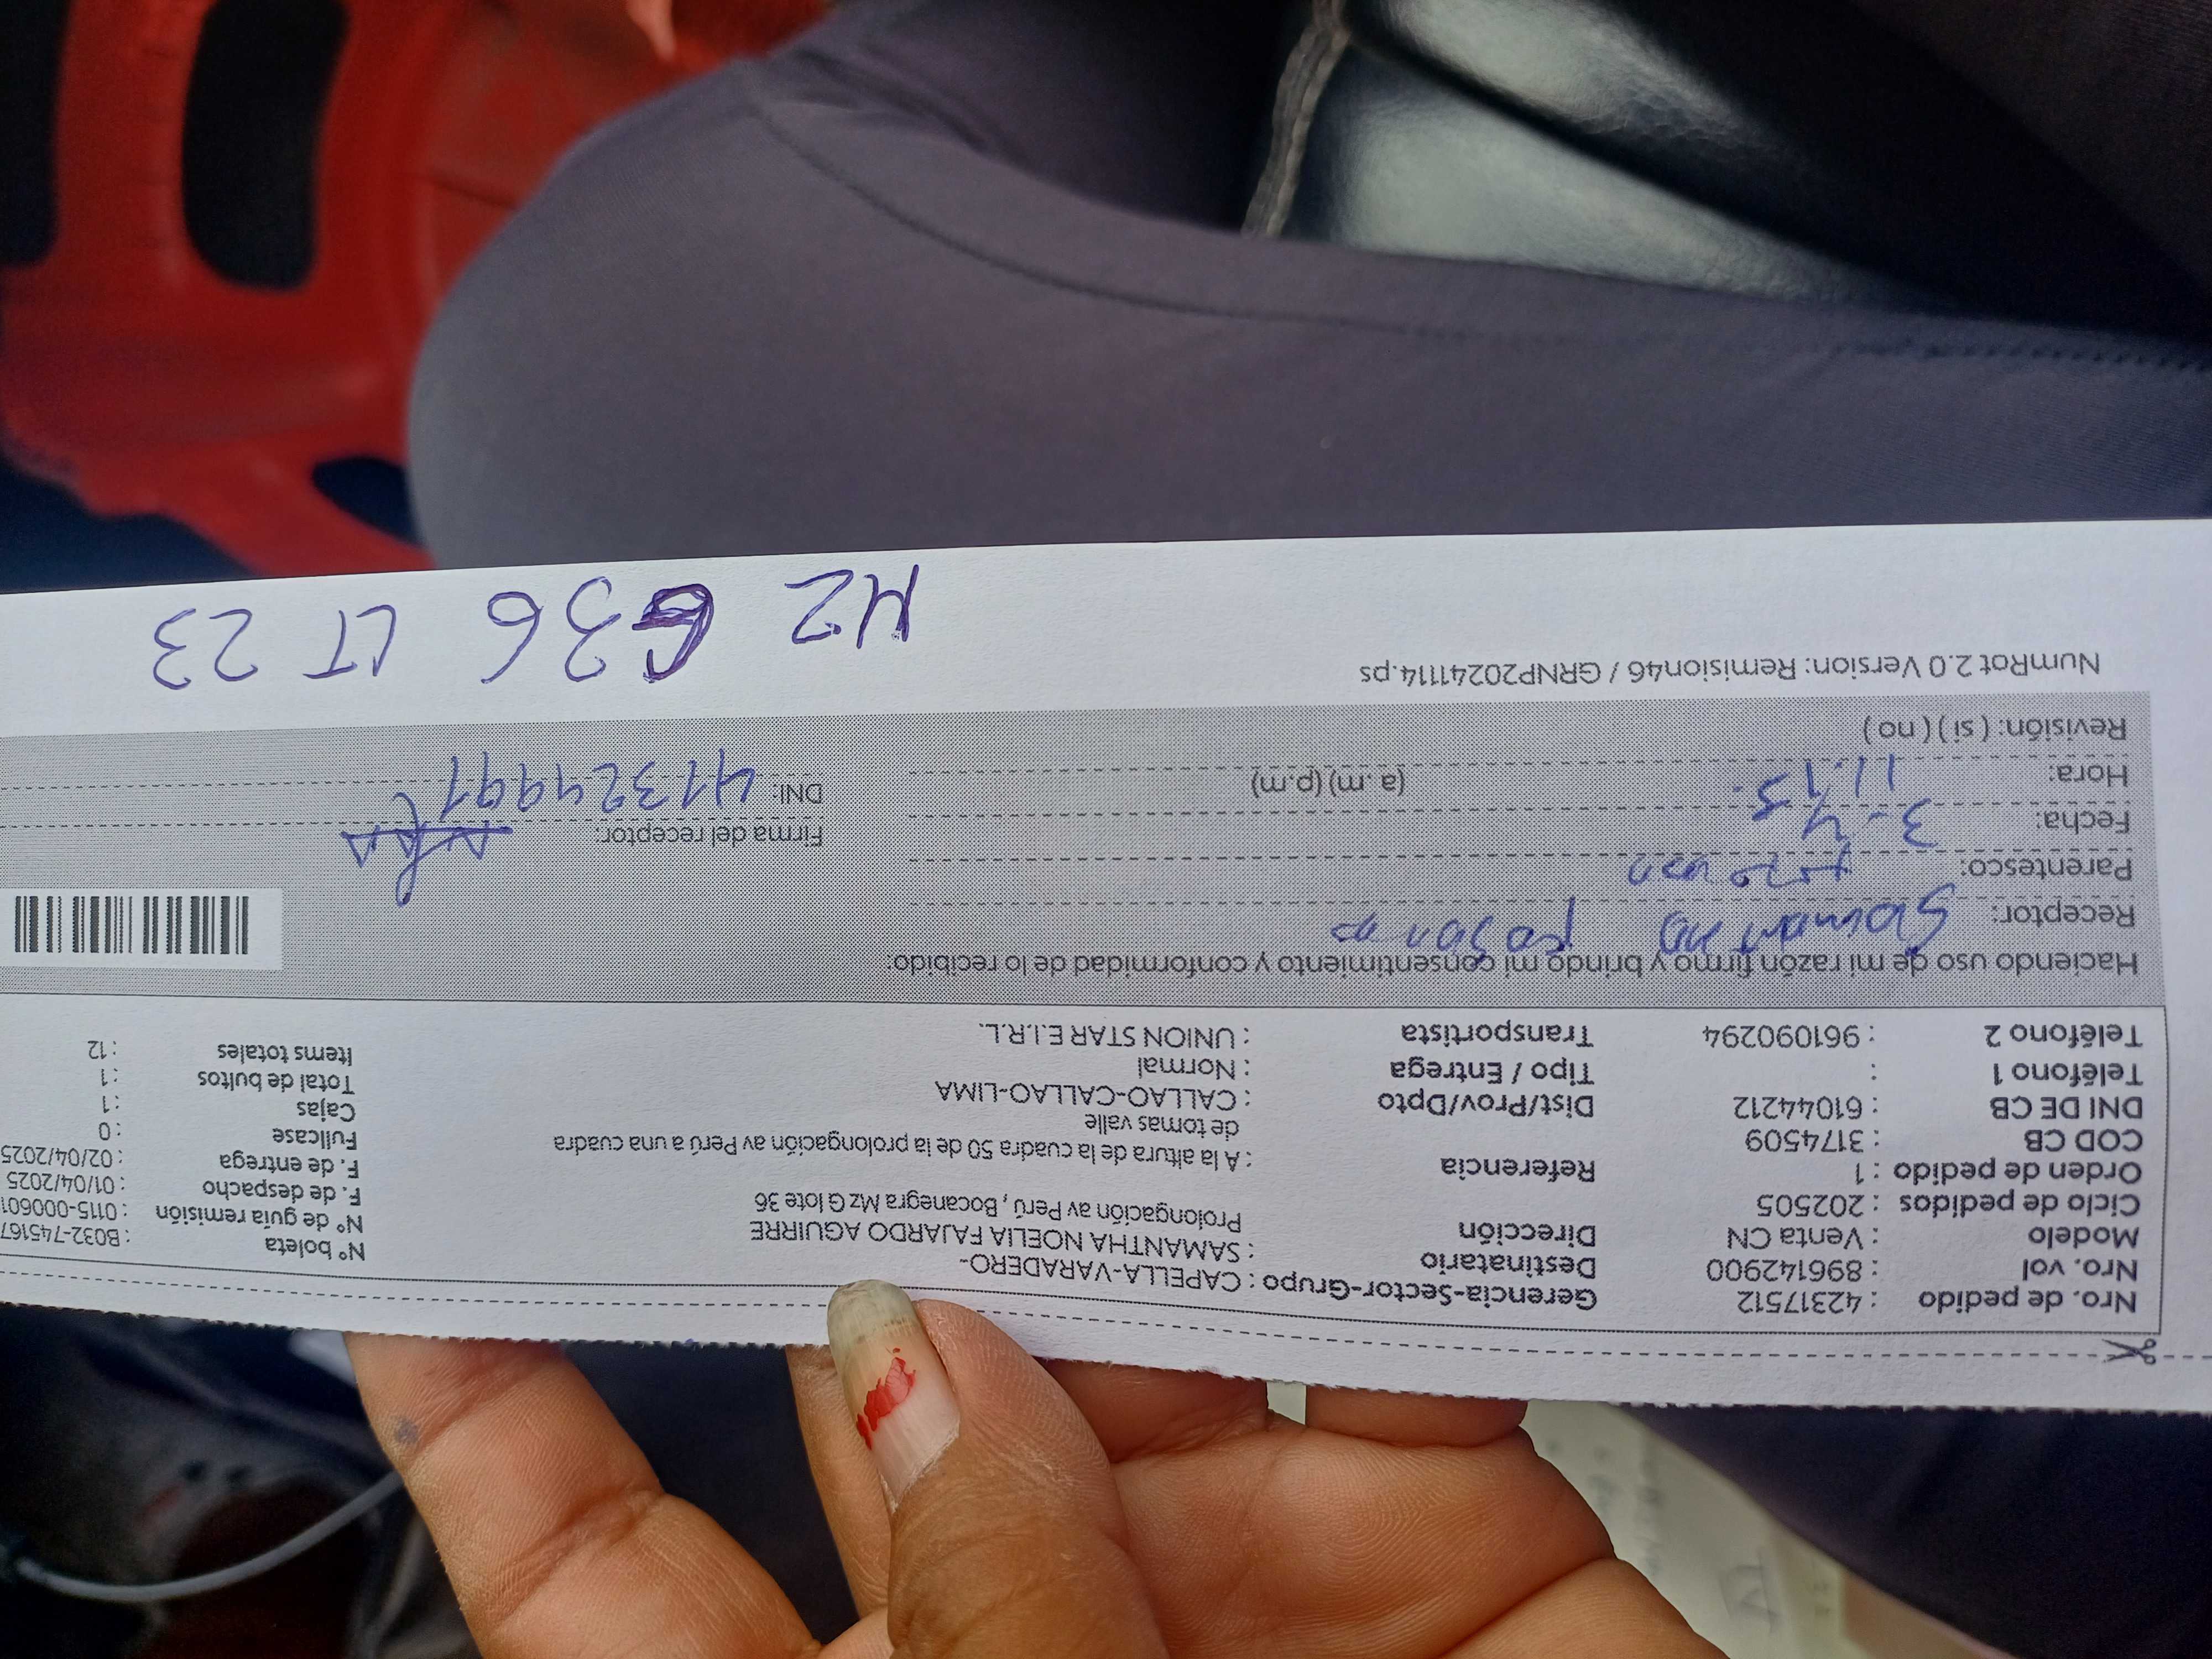 Nro. de pedido : 42317512 Gerencia-Sector-Grupo : CAPELLA-VARADERO-
Nro. vol : 896142900 Destinatario : SAMANTHA NOELIA FAJARDO AGUIRRE Nº boleta : B032-745167
Modelo : Venta CN Dirección Prolongación av Perú, Bocanegra Mz G lote 36 Nº de guía remisión : 0115-000601
Ciclo de pedidos : 202505 F. de despacho : 01/04/2025
Orden de pedido : 1 Referencia : A la altura de la cuadra 50 de la prolongación av Perú a una cuadra F. de entrega : 02/04/2025
COD CB : 3174509 de tomas valle Fullcase : 0
DNI DE CB : 61044212 Dist/Prov/Dpto : CALLAO-CALLAO-LIMA Cajas : 1
Teléfono 1 : Tipo / Entrega : Normal Total de bultos : 1
Teléfono 2 : 961090294 Transportista : UNION STAR E.I.R.L. Items totales : 12
Haciendo uso de mi razón firmo y brindo mi consentimiento y conformidad de lo recibido:
Receptor:
Parentesco: Firma del receptor:
Fecha: 3-4-5
Hora: 11.15. (a.m) (p.m) DNI: 41324991
Revisión: ( si ) ( no )
NumRot 2.0 Version: Remision46 / GRNP20241114.ps
MZ G36 LT 23